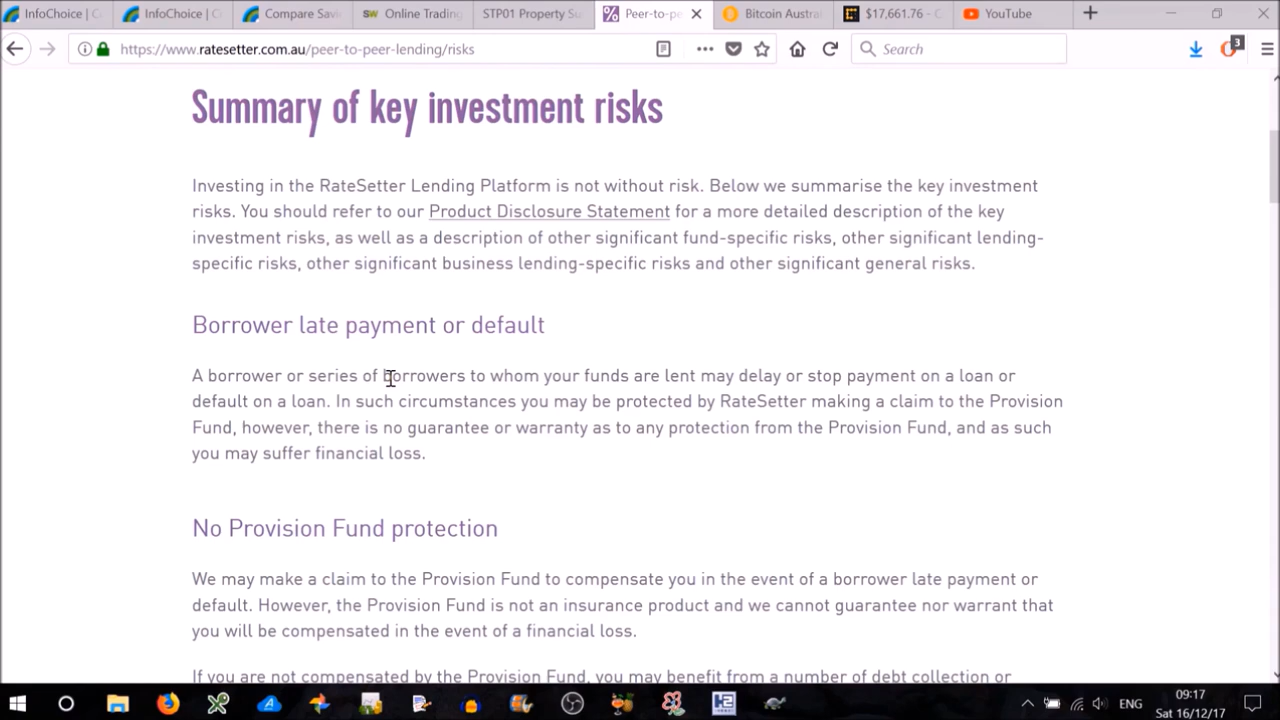 InfoChoice | C
InfoChoice | C
Compare Savi
SW Online Trading
STP01 Property Su
Peer-to-pe
Bitcoin Austra
$17,661.76 - C
YouTube
https://www.ratesetter.com.au/peer-to-peer-lending/risks
Search
3
Summary of key investment risks
Investing in the RateSetter Lending Platform is not without risk. Below we summarise the key investment
risks. You should refer to our Product Disclosure Statement for a more detailed description of the key
investment risks, as well as a description of other significant fund-specific risks, other significant lending-
specific risks, other significant business lending-specific risks and other significant general risks.
Borrower late payment or default
A borrower or series of borrowers to whom your funds are lent may delay or stop payment on a loan or
default on a loan. In such circumstances you may be protected by RateSetter making a claim to the Provision
Fund, however, there is no guarantee or warranty as to any protection from the Provision Fund, and as such
you may suffer financial loss.
No Provision Fund protection
We may make a claim to the Provision Fund to compensate you in the event of a borrower late payment or
default. However, the Provision Fund is not an insurance product and we cannot guarantee nor warrant that
you will be compensated in the event of a financial loss.
If you are not compensated by the Provision Fund, you may benefit from a number of debt collection or
ENG
09:17
Sat 16/12/17